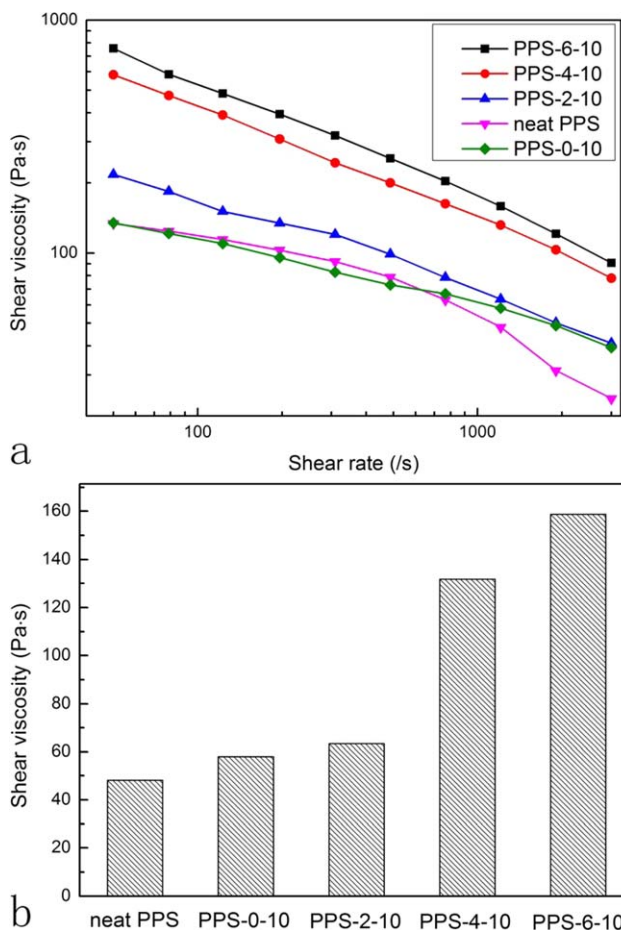 1000
PPS-6-10
PPS-4-10
PPS-2-10
neat PPS
PPS-0-10
Shear viscosity (Pa·s)
100
100 1000
a
Shear rate (/s)
160
140
120
100
80
60
40
20
0
Shear viscosity (Pa·s)
b
neat PPS PPS-0-10 PPS-2-10 PPS-4-10 PPS-6-10